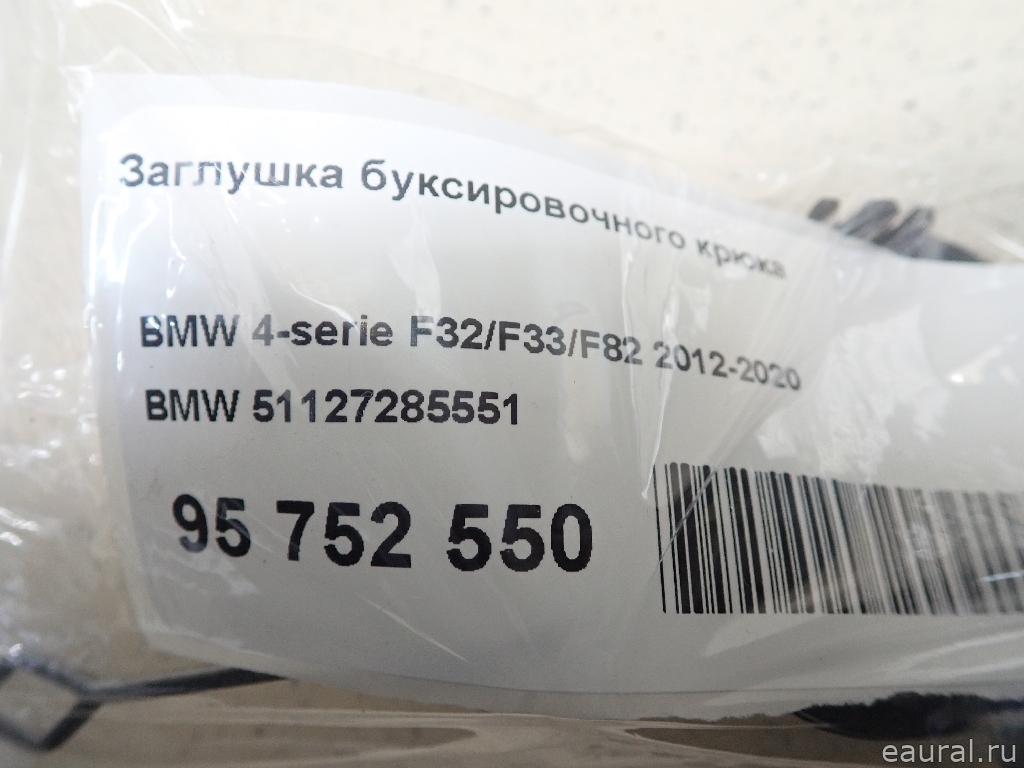 Заглушка буксировочного крюка
BMW 4-serie F32/F33/F82 2012-2020
BMW 51127285551
95 752 550
eaural.ru